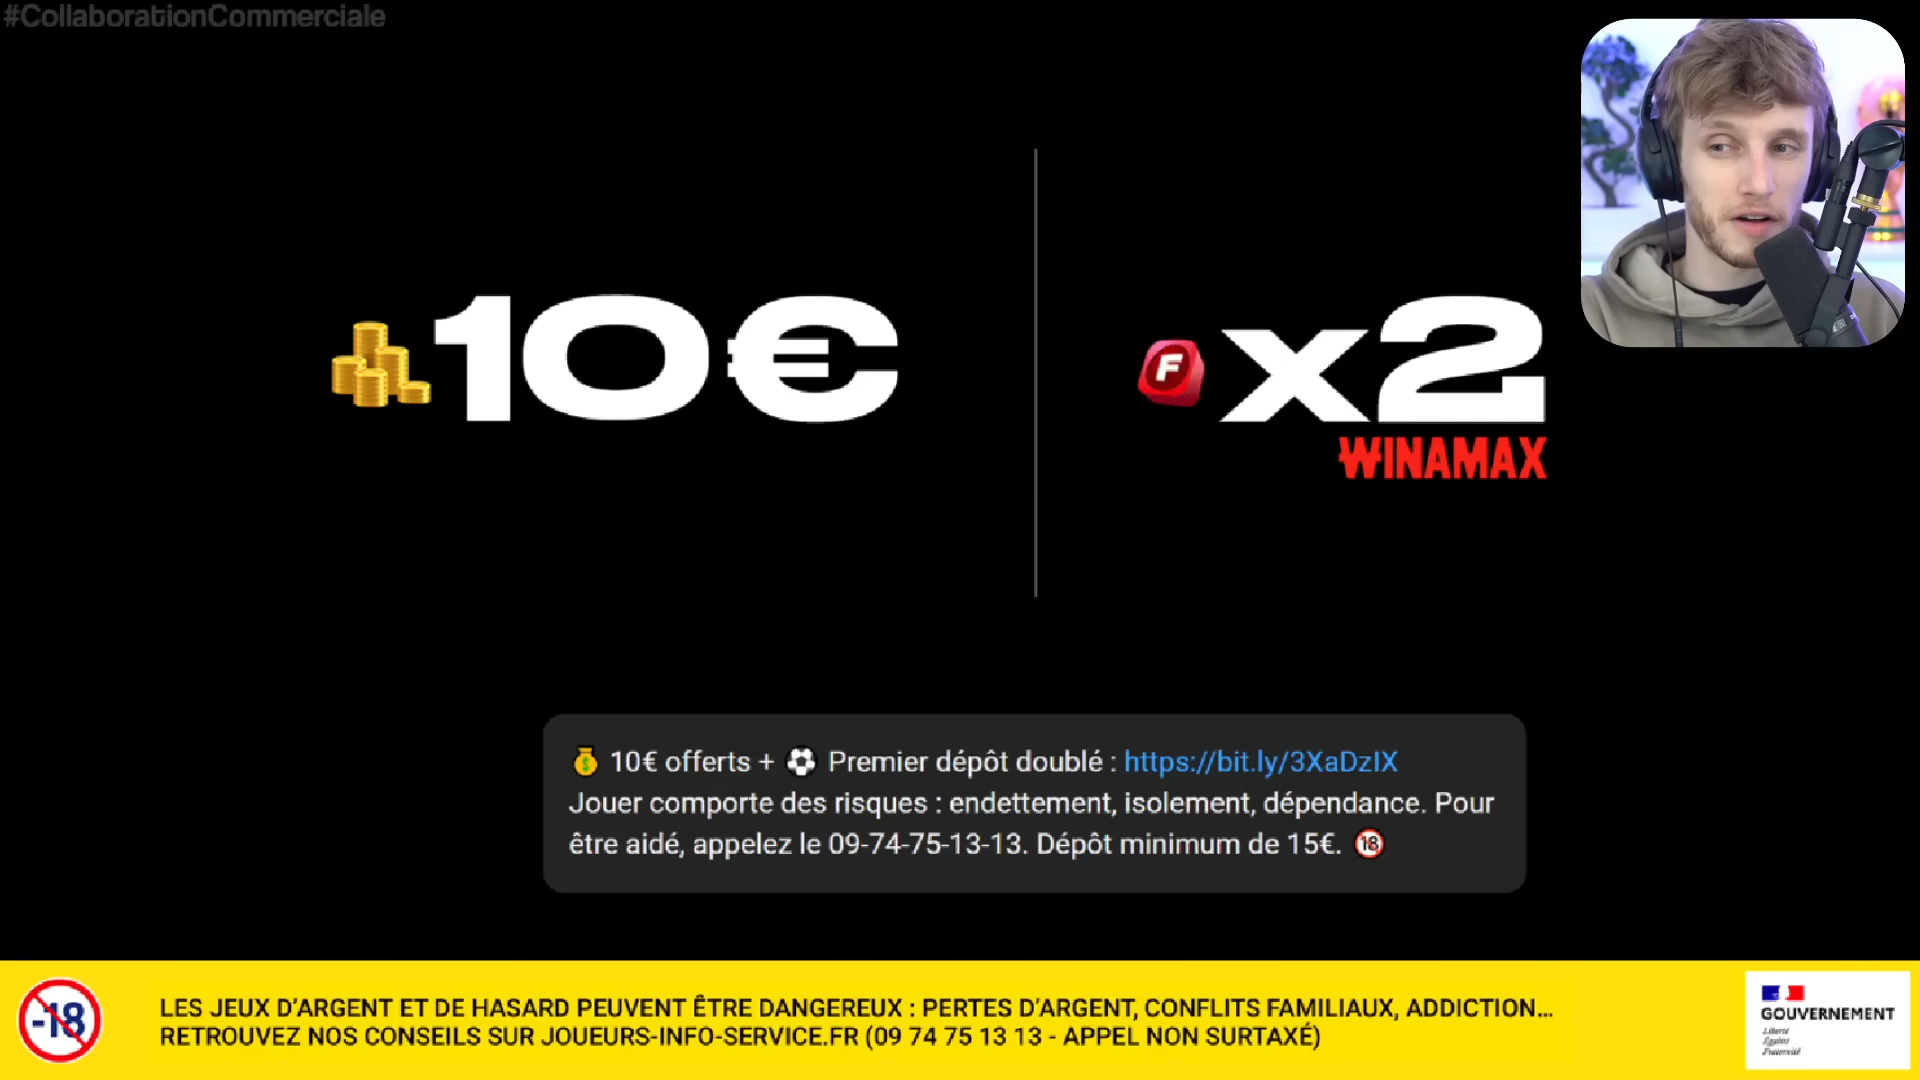 #CollaborationCommerciale
10€
F x2
WINAMAX
10€ offerts + Premier dépôt doublé : https://bit.ly/3XaDzIX
Jouer comporte des risques : endettement, isolement, dépendance. Pour
être aidé, appelez le 09-74-75-13-13. Dépôt minimum de 15€. 🔞
-18
LES JEUX D'ARGENT ET DE HASARD PEUVENT ÊTRE DANGEREUX : PERTES D'ARGENT, CONFLITS FAMILIAUX, ADDICTION...
RETROUVEZ NOS CONSEILS SUR JOUEURS-INFO-SERVICE.FR (09 74 75 13 13 - APPEL NON SURTAXÉ)
GOUVERNEMENT
Liberté
Égalité
Fraternité